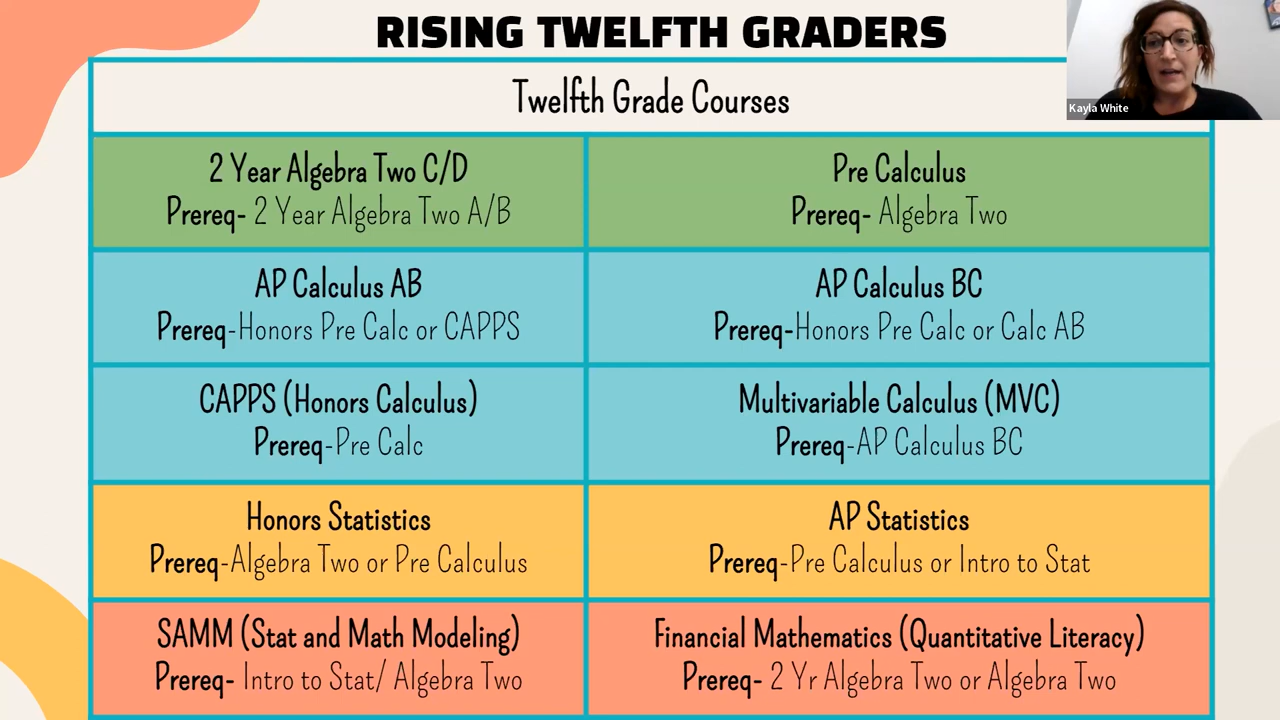 RISING TWELFTH GRADERS
Kayla White
Twelfth Grade Courses
2 Year Algebra Two C/D
Prereq- 2 Year Algebra Two A/B
Pre Calculus
Prereq- Algebra Two
AP Calculus AB
Prereq-Honors Pre Calc or CAPPS
AP Calculus BC
Prereq-Honors Pre Calc or Calc AB
CAPPS (Honors Calculus)
Prereq-Pre Calc
Multivariable Calculus (MVC)
Prereq-AP Calculus BC
Honors Statistics
Prereq-Algebra Two or Pre Calculus
AP Statistics
Prereq-Pre Calculus or Intro to Stat
SAMM (Stat and Math Modeling)
Prereq- Intro to Stat/ Algebra Two
Financial Mathematics (Quantitative Literacy)
Prereq- 2 Yr Algebra Two or Algebra Two